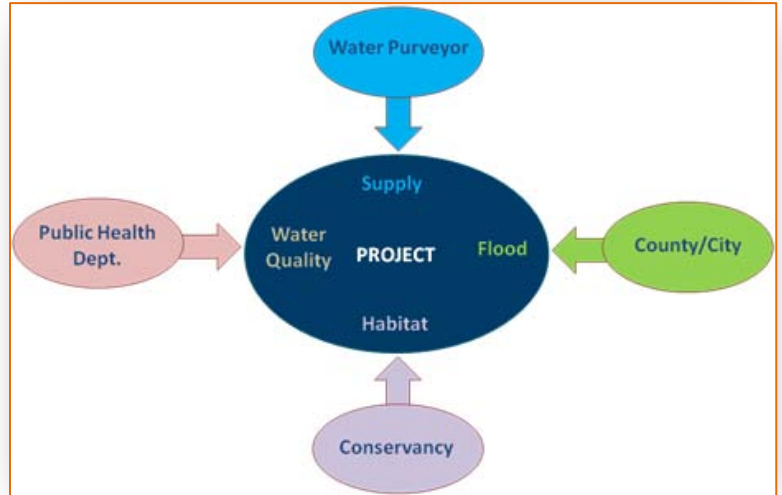 Water Purveyor
Supply
Public Health
Dept.
Water
Quality
PROJECT
Flood
County/City
Habitat
Conservancy